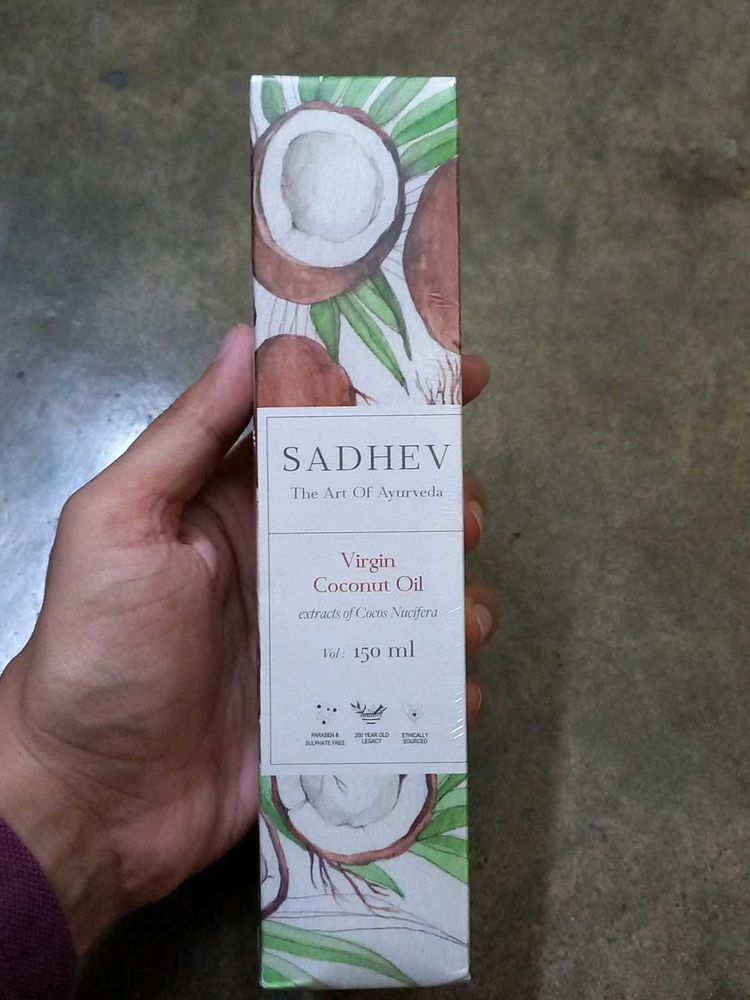 SADHEV
The Art Of Ayurveda
Virgin
Coconut Oil
extracts of Cocos Nucifera
Vol : 150 ml
PARABEN &
SULPHATE FREE
200 YEAR OLD
LEGACY
ETHICALLY
SOURCED